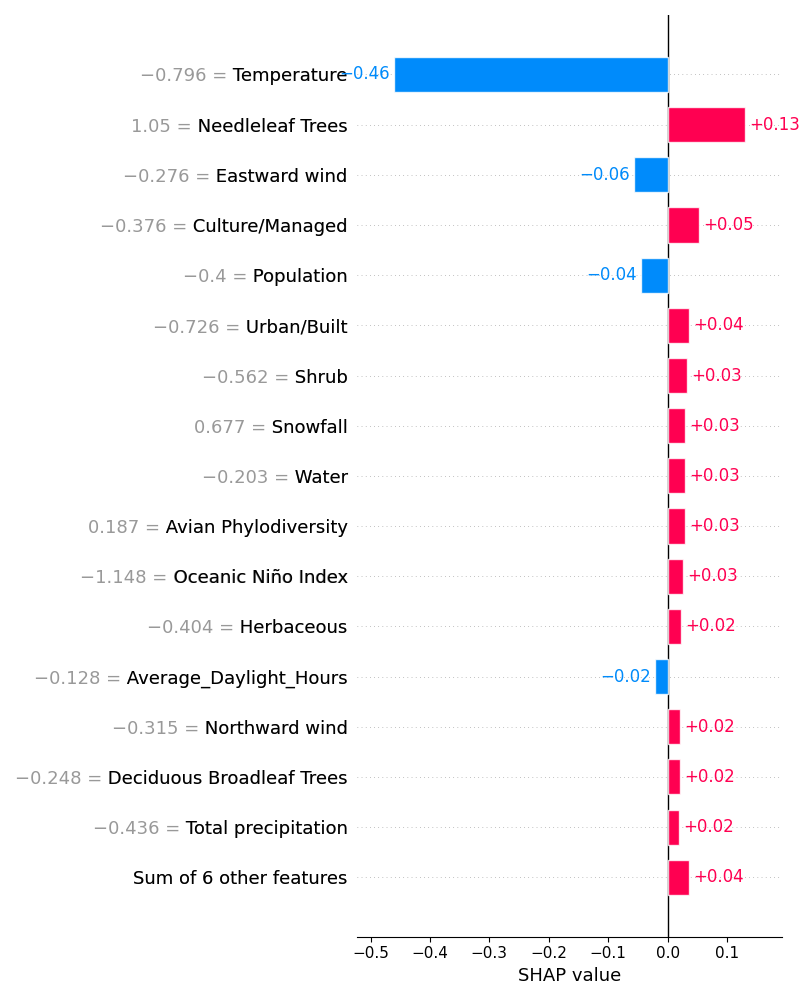 −0.796 = Temperature −0.46
1.05 = Needleleaf Trees +0.13
−0.276 = Eastward wind −0.06
−0.376 = Culture/Managed +0.05
−0.4 = Population −0.04
−0.726 = Urban/Built +0.04
−0.562 = Shrub +0.03
0.677 = Snowfall +0.03
−0.203 = Water +0.03
0.187 = Avian Phylodiversity +0.03
−1.148 = Oceanic Niño Index +0.03
−0.404 = Herbaceous +0.02
−0.128 = Average_Daylight_Hours −0.02
−0.315 = Northward wind +0.02
−0.248 = Deciduous Broadleaf Trees +0.02
−0.436 = Total precipitation +0.02
Sum of 6 other features +0.04
−0.5 −0.4 −0.3 −0.2 −0.1 0.0 0.1
SHAP value